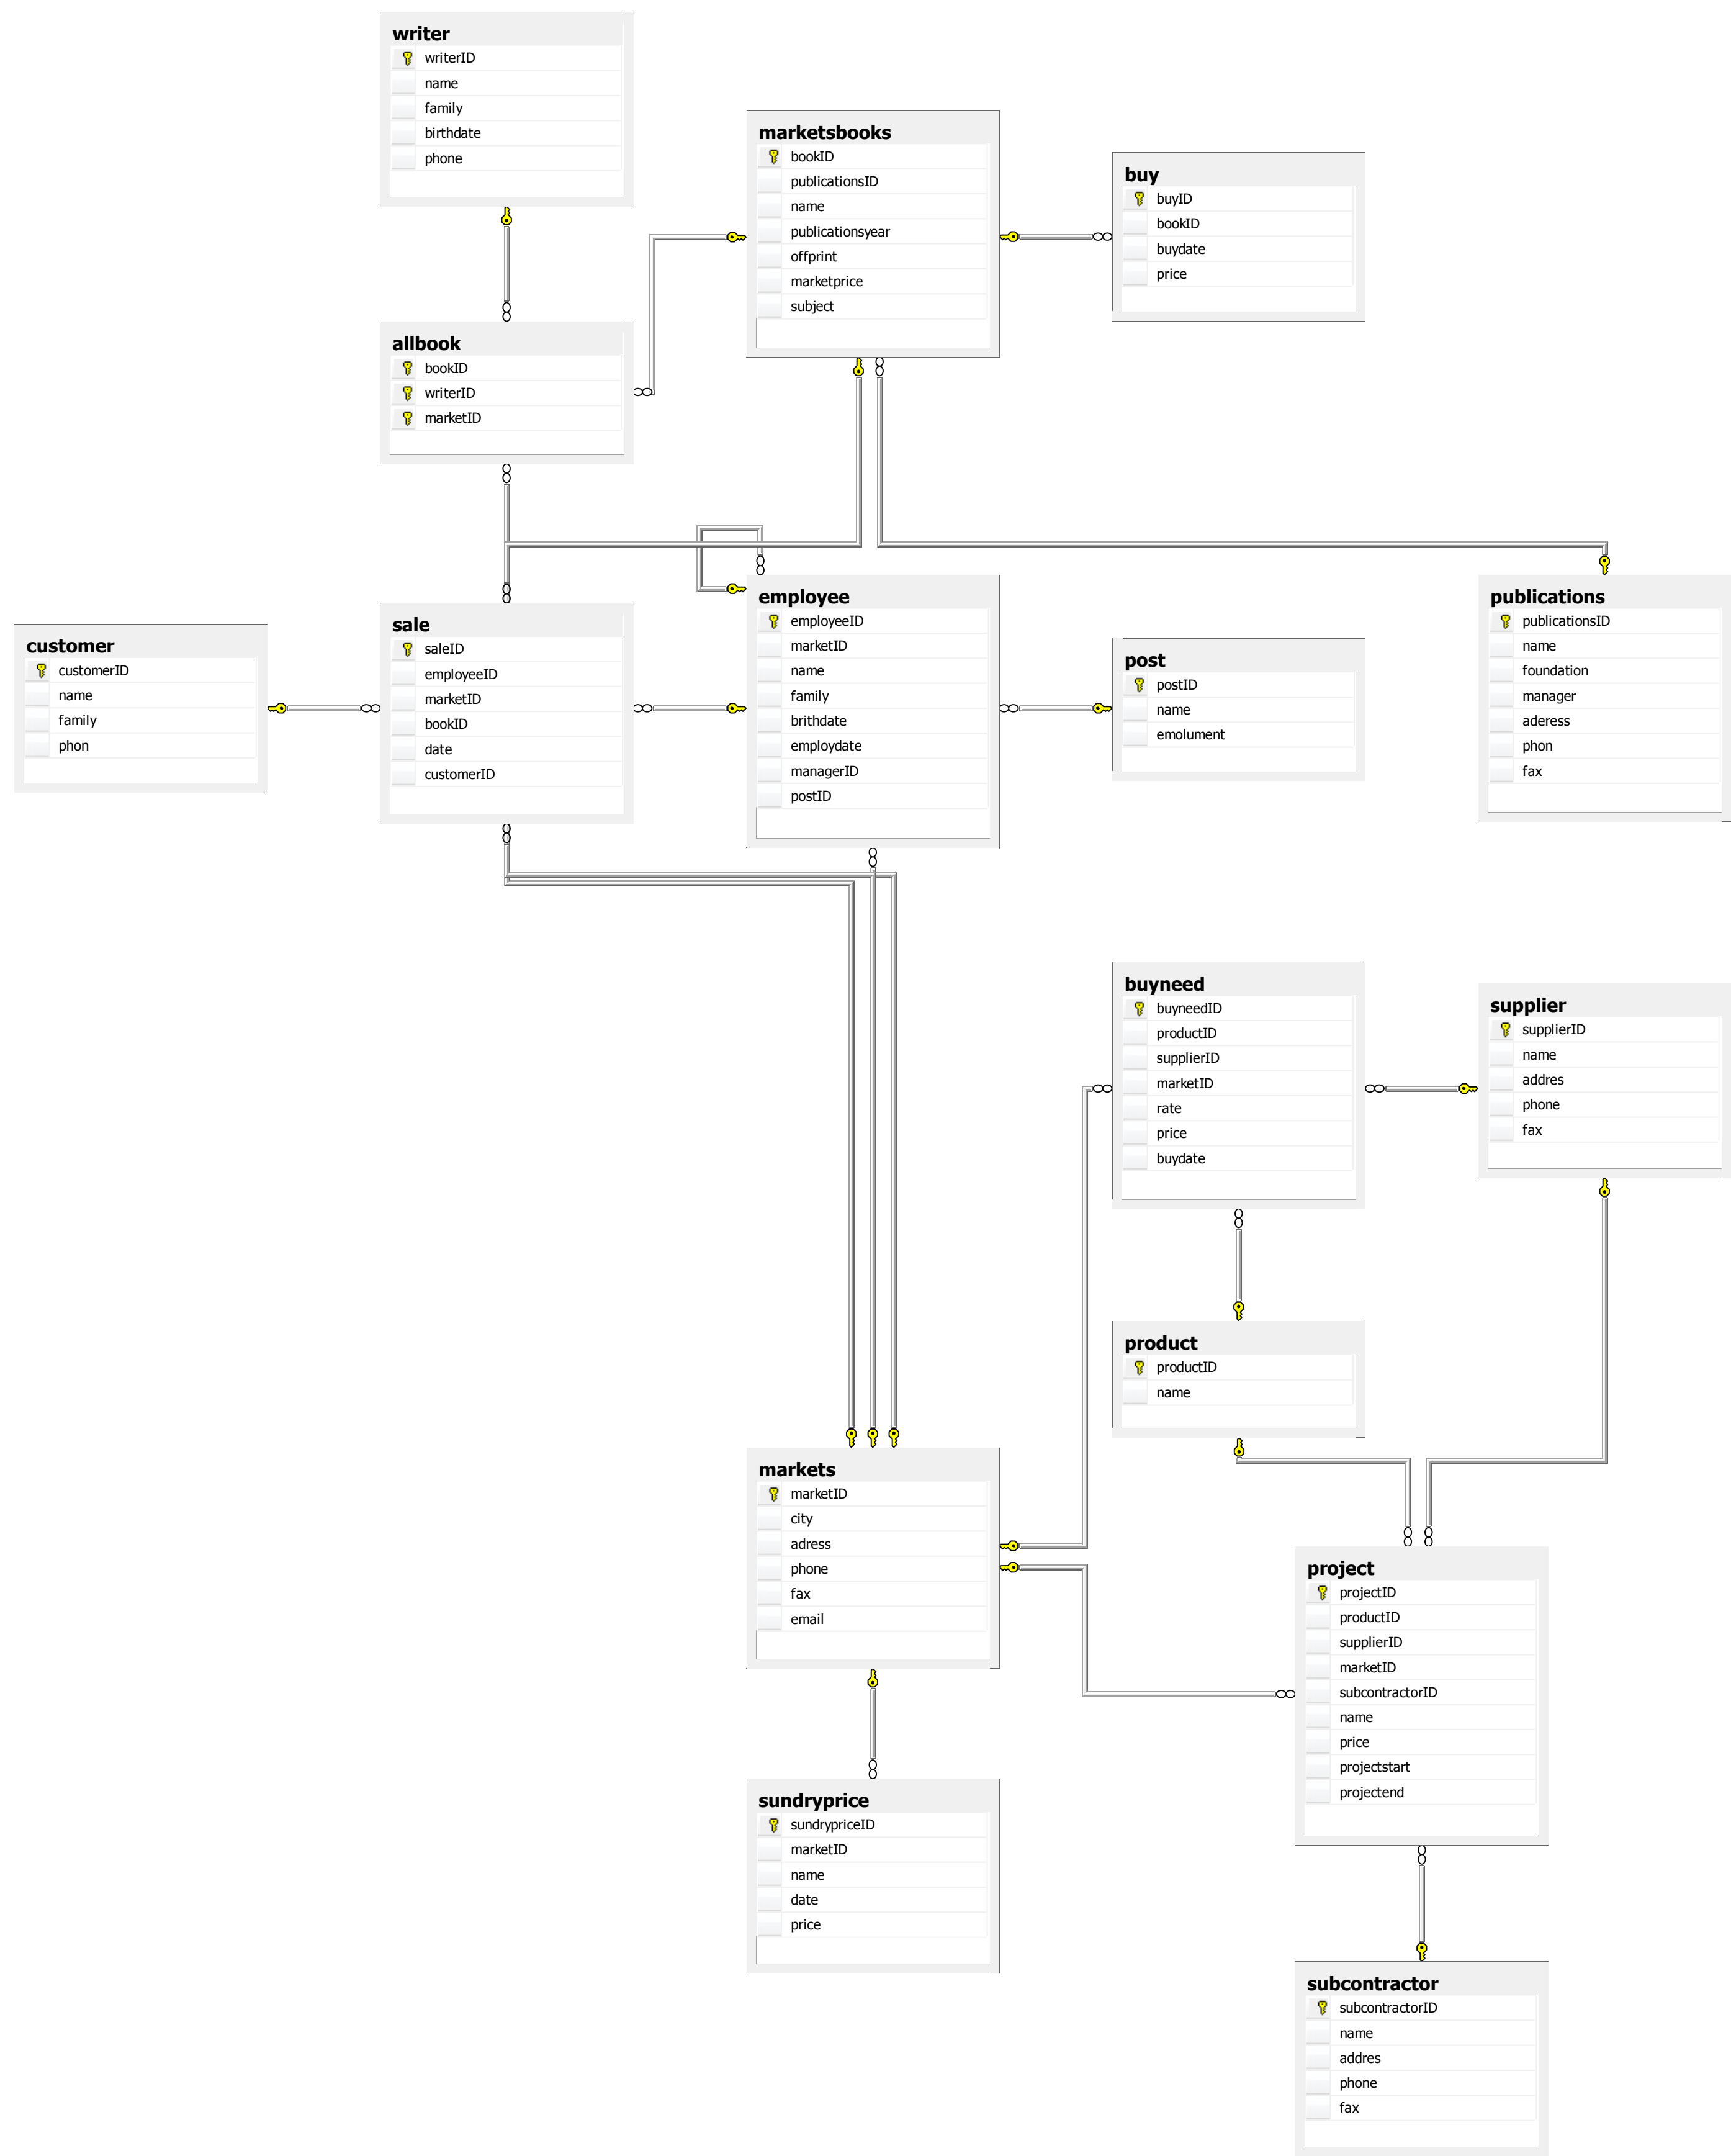 writer
writerID
name
family
birthdate
phone
marketsbooks
bookID
publicationsID
name
publicationsyear
offprint
marketprice
subject
buy
buyID
bookID
buydate
price
allbook
bookID
writerID
marketID
customer
customerID
name
family
phon
sale
saleID
employeeID
marketID
bookID
date
customerID
employee
employeeID
marketID
name
family
brithdate
employdate
managerID
postID
post
postID
name
emolument
publications
publicationsID
name
foundation
manager
aderess
phon
fax
buyneed
buyneedID
productID
supplierID
marketID
rate
price
buydate
supplier
supplierID
name
addres
phone
fax
product
productID
name
markets
marketID
city
adress
phone
fax
email
project
projectID
productID
supplierID
marketID
subcontractorID
name
price
projectstart
projectend
sundryprice
sundrypriceID
marketID
name
date
price
subcontractor
subcontractorID
name
addres
phone
fax